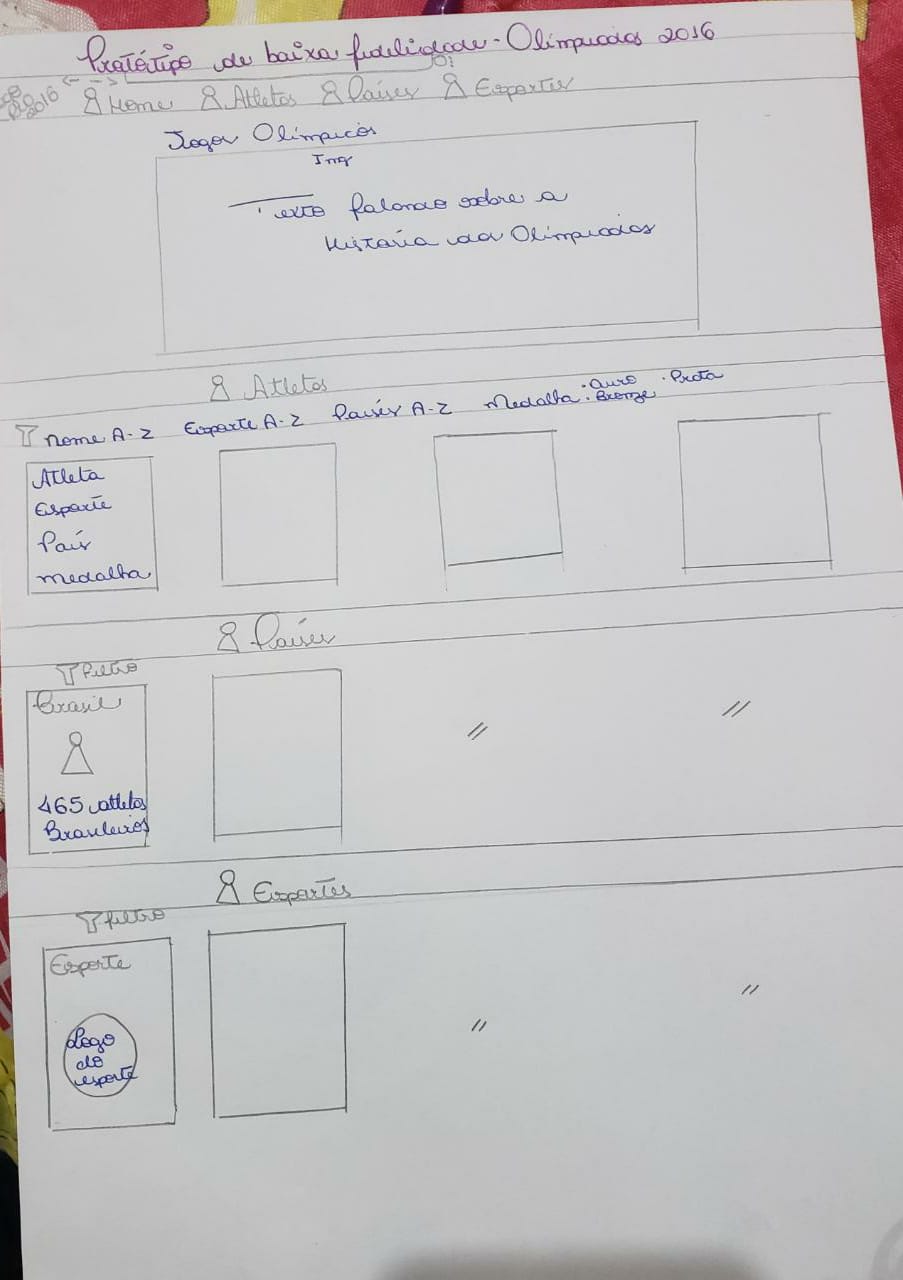 Protótipo de baixa fidelidade - Olimpíadas 2016
2016 Home Atletas Países Esportes
Jogos Olímpicos
Img
Texto falando sobre a
História das Olimpíadas
Atletas
Nome A-Z Esporte A-Z Países A-Z Medalha · Ouro · Prata
· Bronze
Atleta
Esporte
País
medalha
Países
Filtro
Brasil
465 atletas
Brasileiros
Esportes
filtro
Esporte
Logo
do
esporte